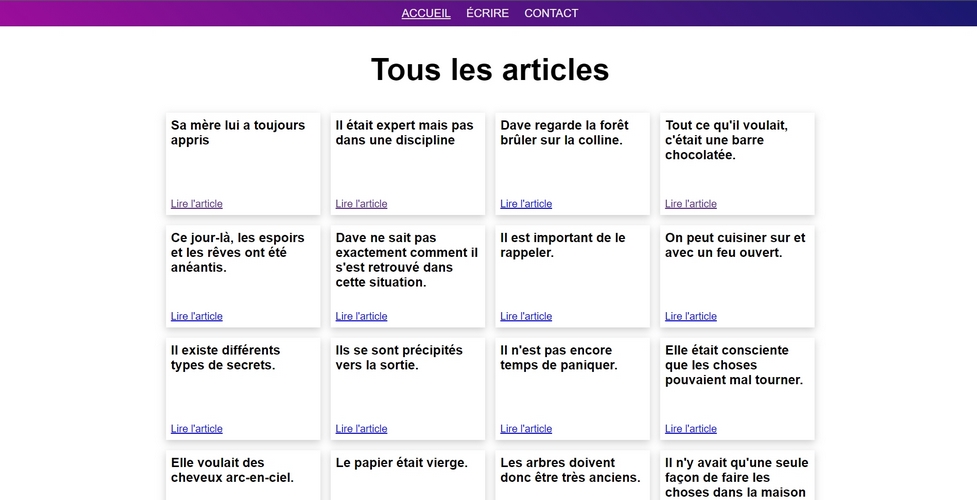 ACCUEIL ÉCRIRE CONTACT
Tous les articles
Sa mère lui a toujours
appris
Lire l'article
Il était expert mais pas
dans une discipline
Lire l'article
Dave regarde la forêt
brûler sur la colline.
Lire l'article
Tout ce qu'il voulait,
c'était une barre
chocolatée.
Lire l'article
Ce jour-là, les espoirs
et les rêves ont été
anéantis.
Lire l'article
Dave ne sait pas
exactement comment il
s'est retrouvé dans
cette situation.
Lire l'article
Il est important de le
rappeler.
Lire l'article
On peut cuisiner sur et
avec un feu ouvert.
Lire l'article
Il existe différents
types de secrets.
Lire l'article
Ils se sont précipités
vers la sortie.
Lire l'article
Il n'est pas encore
temps de paniquer.
Lire l'article
Elle était consciente
que les choses
pouvaient mal tourner.
Lire l'article
Elle voulait des
cheveux arc-en-ciel.
Le papier était vierge.
Les arbres doivent
donc être très anciens.
Il n'y avait qu'une seule
façon de faire les
choses dans la maison